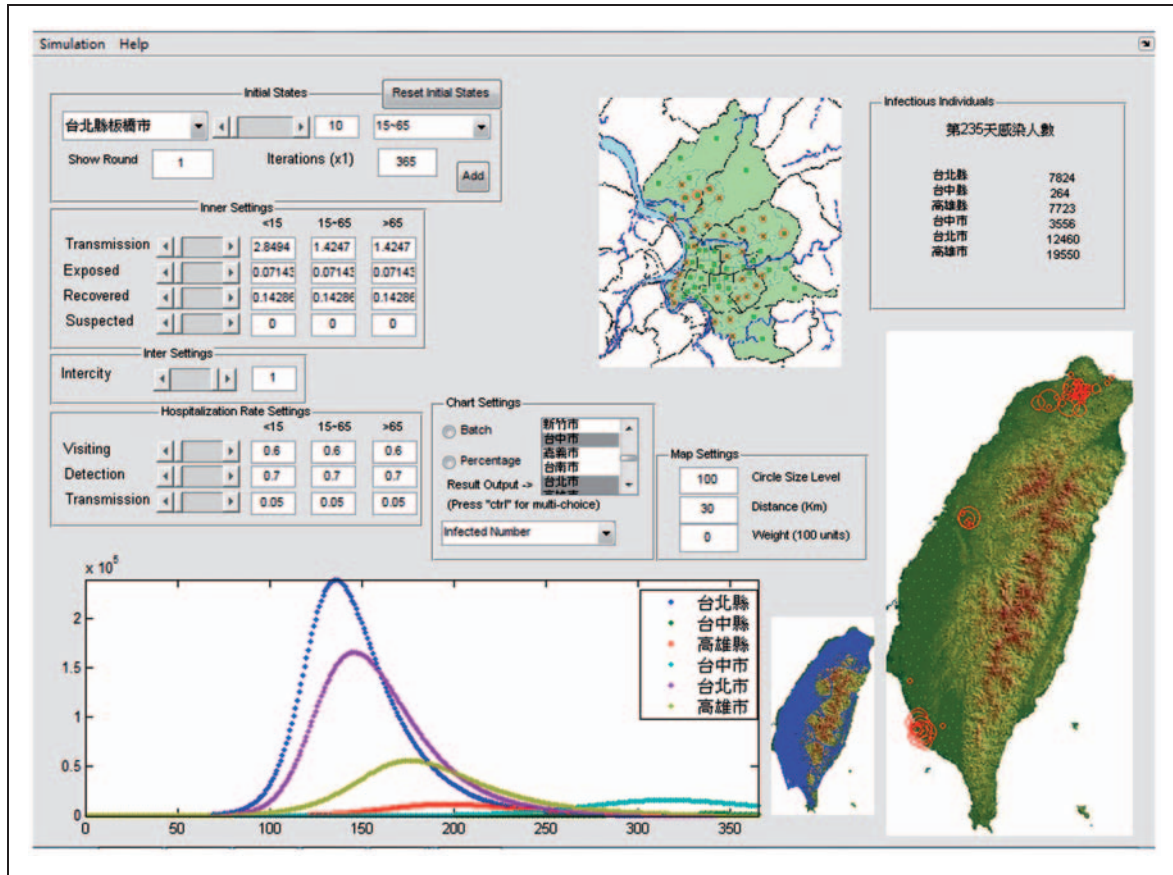 Simulation Help
Initial States
Reset Initial States
台北縣板橋市 10 15~65
Show Round 1 Iterations (x1) 365
Add
Inner Settings
<15 15~65 >65
Transmission 2.8494 1.4247 1.4247
Exposed 0.07143 0.07143 0.07143
Recovered 0.14286 0.14286 0.14286
Suspected 0 0 0
Inter Settings
Intercity 1
Hospitalization Rate Settings
<15 15~65 >65
Visiting 0.6 0.6 0.6
Detection 0.7 0.7 0.7
Transmission 0.05 0.05 0.05
Chart Settings
Batch
Percentage
Result Output ->
新竹市
台中市
嘉義市
台南市
台北市
高雄市
(Press "ctrl" for multi-choice)
Infected Number
Map Settings
100 Circle Size Level
30 Distance (Km)
0 Weight (100 units)
Infectious Individuals
第235天感染人數
台北縣 7824
台中縣 264
高雄縣 7723
台中市 3556
台北市 12460
高雄市 19550
x 10^5
2
1.5
1
0.5
0
0 50 100 150 200 250 300 350
台北縣
台中縣
高雄縣
台中市
台北市
高雄市